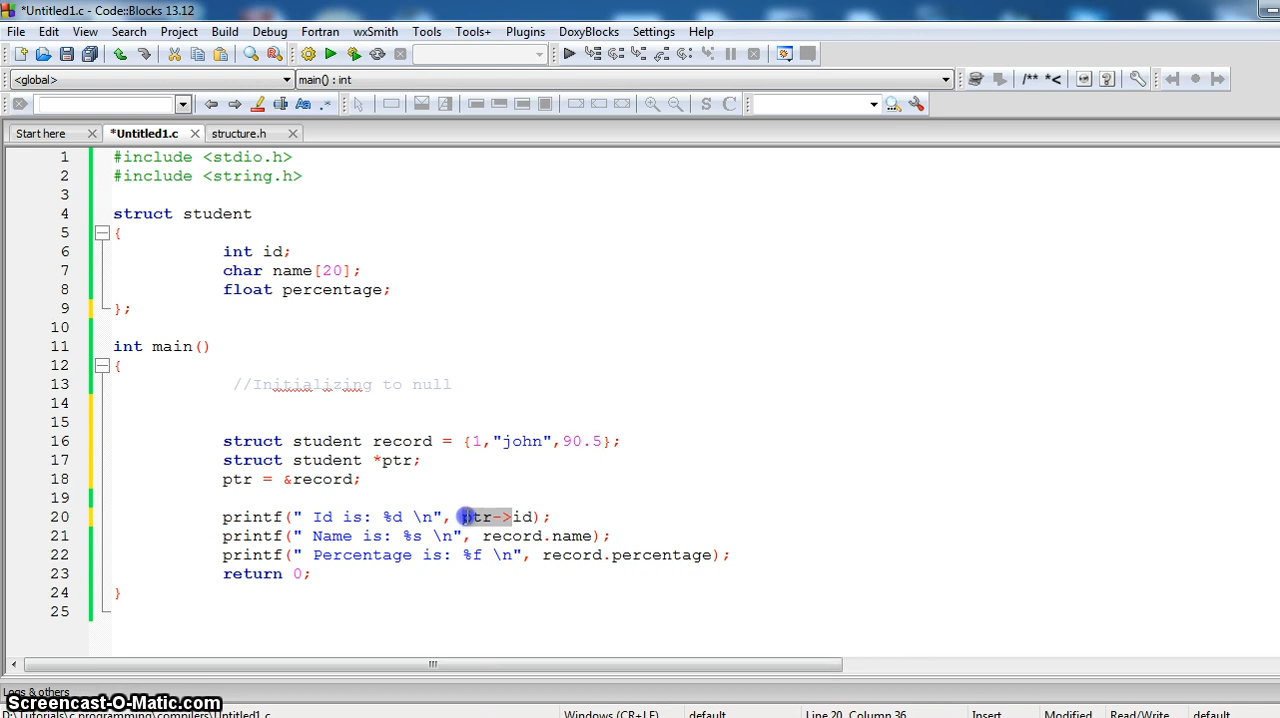 *Untitled1.c - Code::Blocks 13.12
File Edit View Search Project Build Debug Fortran wxSmith Tools Tools+ Plugins DoxyBlocks Settings Help
<global> main() : int /** *<
Start here *Untitled1.c structure.h
1 #include <stdio.h>
2 #include <string.h>
3
4 struct student
5 {
6 int id;
7 char name[20];
8 float percentage;
9 };
10
11 int main()
12 {
13 //Initializing to null
14
15
16 struct student record = {1,"john",90.5};
17 struct student *ptr;
18 ptr = &record;
19
20 printf(" Id is: %d \n", ptr->id);
21 printf(" Name is: %s \n", record.name);
22 printf(" Percentage is: %f \n", record.percentage);
23 return 0;
24 }
25
Logs & others
Screencast-O-Matic.com
D:\Tutorials\c programming\compilers\Untitled1.c Windows (CR+LF) default Line 20, Column 36 Insert Modified Read/Write default